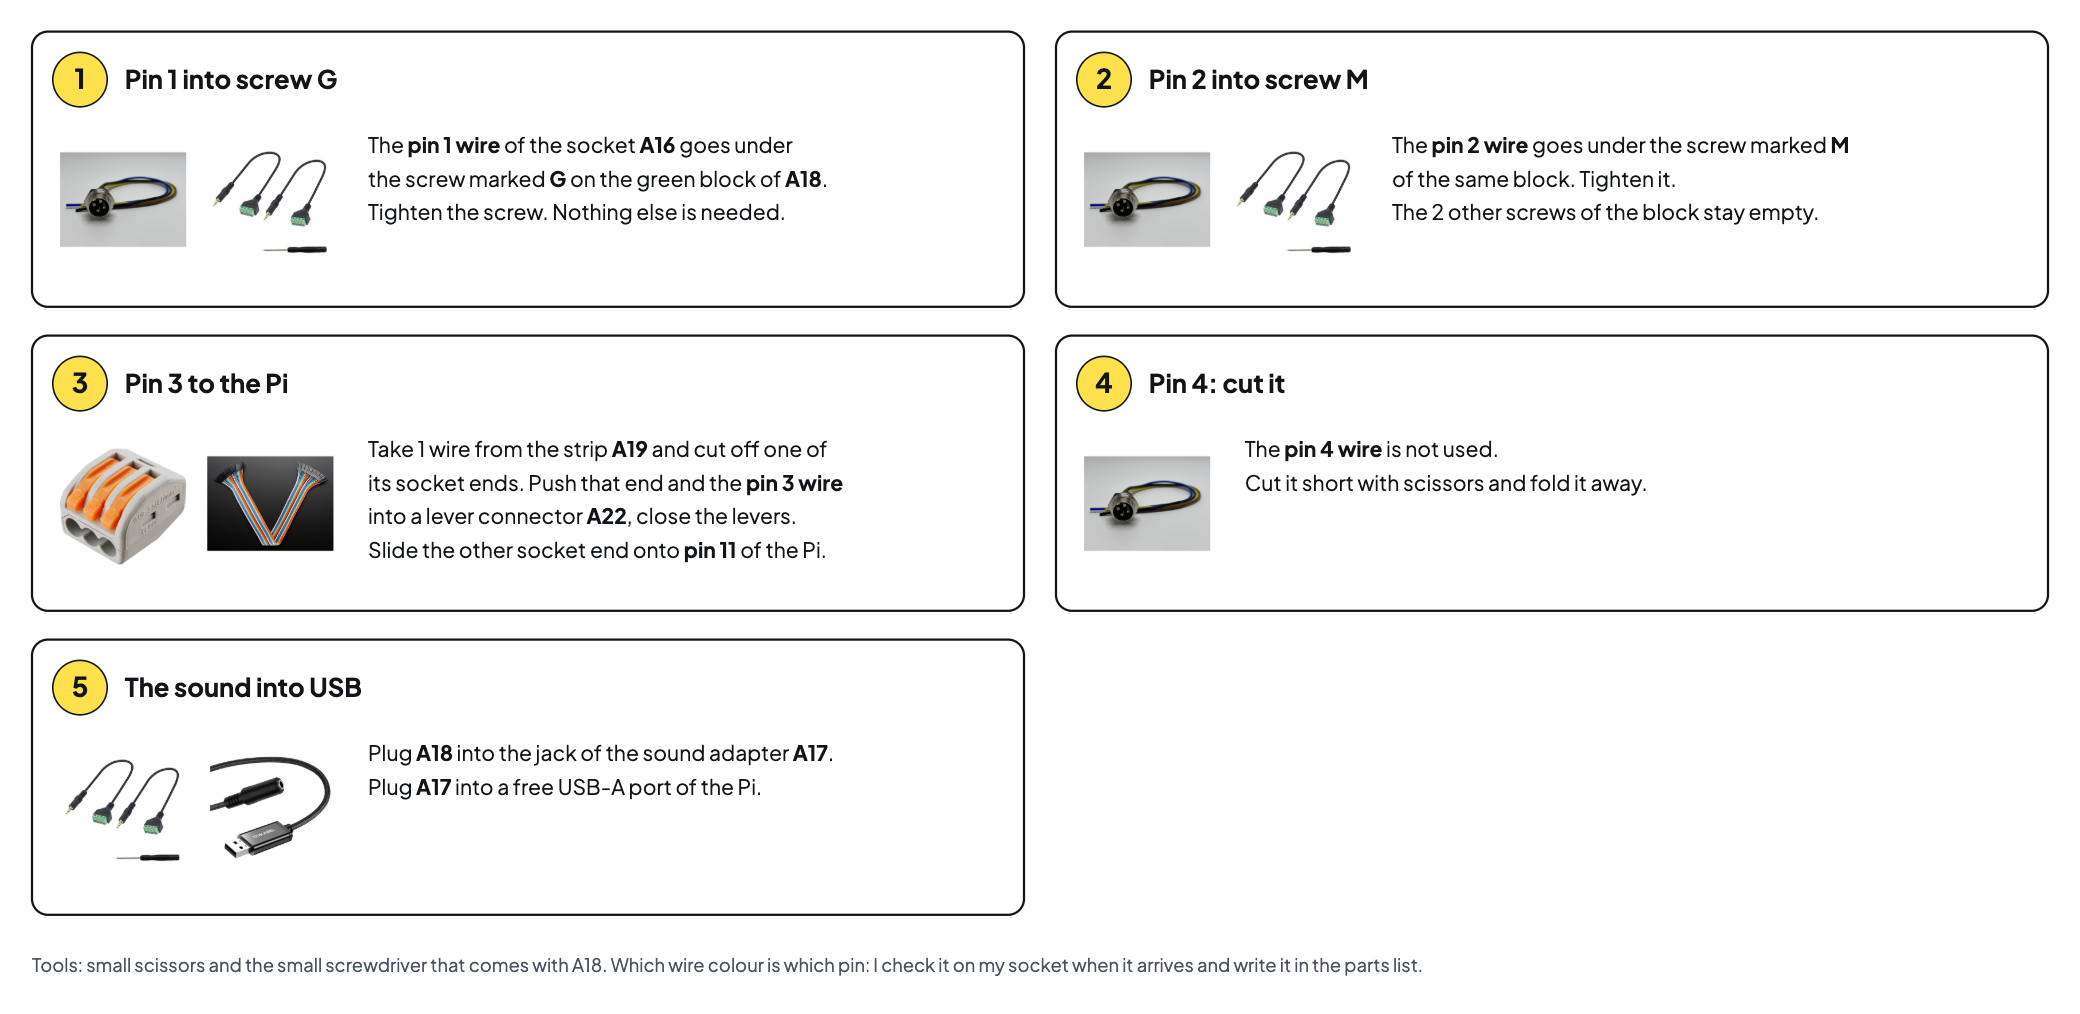 1
Pin 1 into screw G
The pin 1 wire of the socket A16 goes under
the screw marked G on the green block of A18.
Tighten the screw. Nothing else is needed.
2
Pin 2 into screw M
The pin 2 wire goes under the screw marked M
of the same block. Tighten it.
The 2 other screws of the block stay empty.
3
Pin 3 to the Pi
Take 1 wire from the strip A19 and cut off one of
its socket ends. Push that end and the pin 3 wire
into a lever connector A22, close the levers.
Slide the other socket end onto pin 11 of the Pi.
4
Pin 4: cut it
The pin 4 wire is not used.
Cut it short with scissors and fold it away.
5
The sound into USB
Plug A18 into the jack of the sound adapter A17.
Plug A17 into a free USB-A port of the Pi.
Tools: small scissors and the small screwdriver that comes with A18. Which wire colour is which pin: I check it on my socket when it arrives and write it in the parts list.